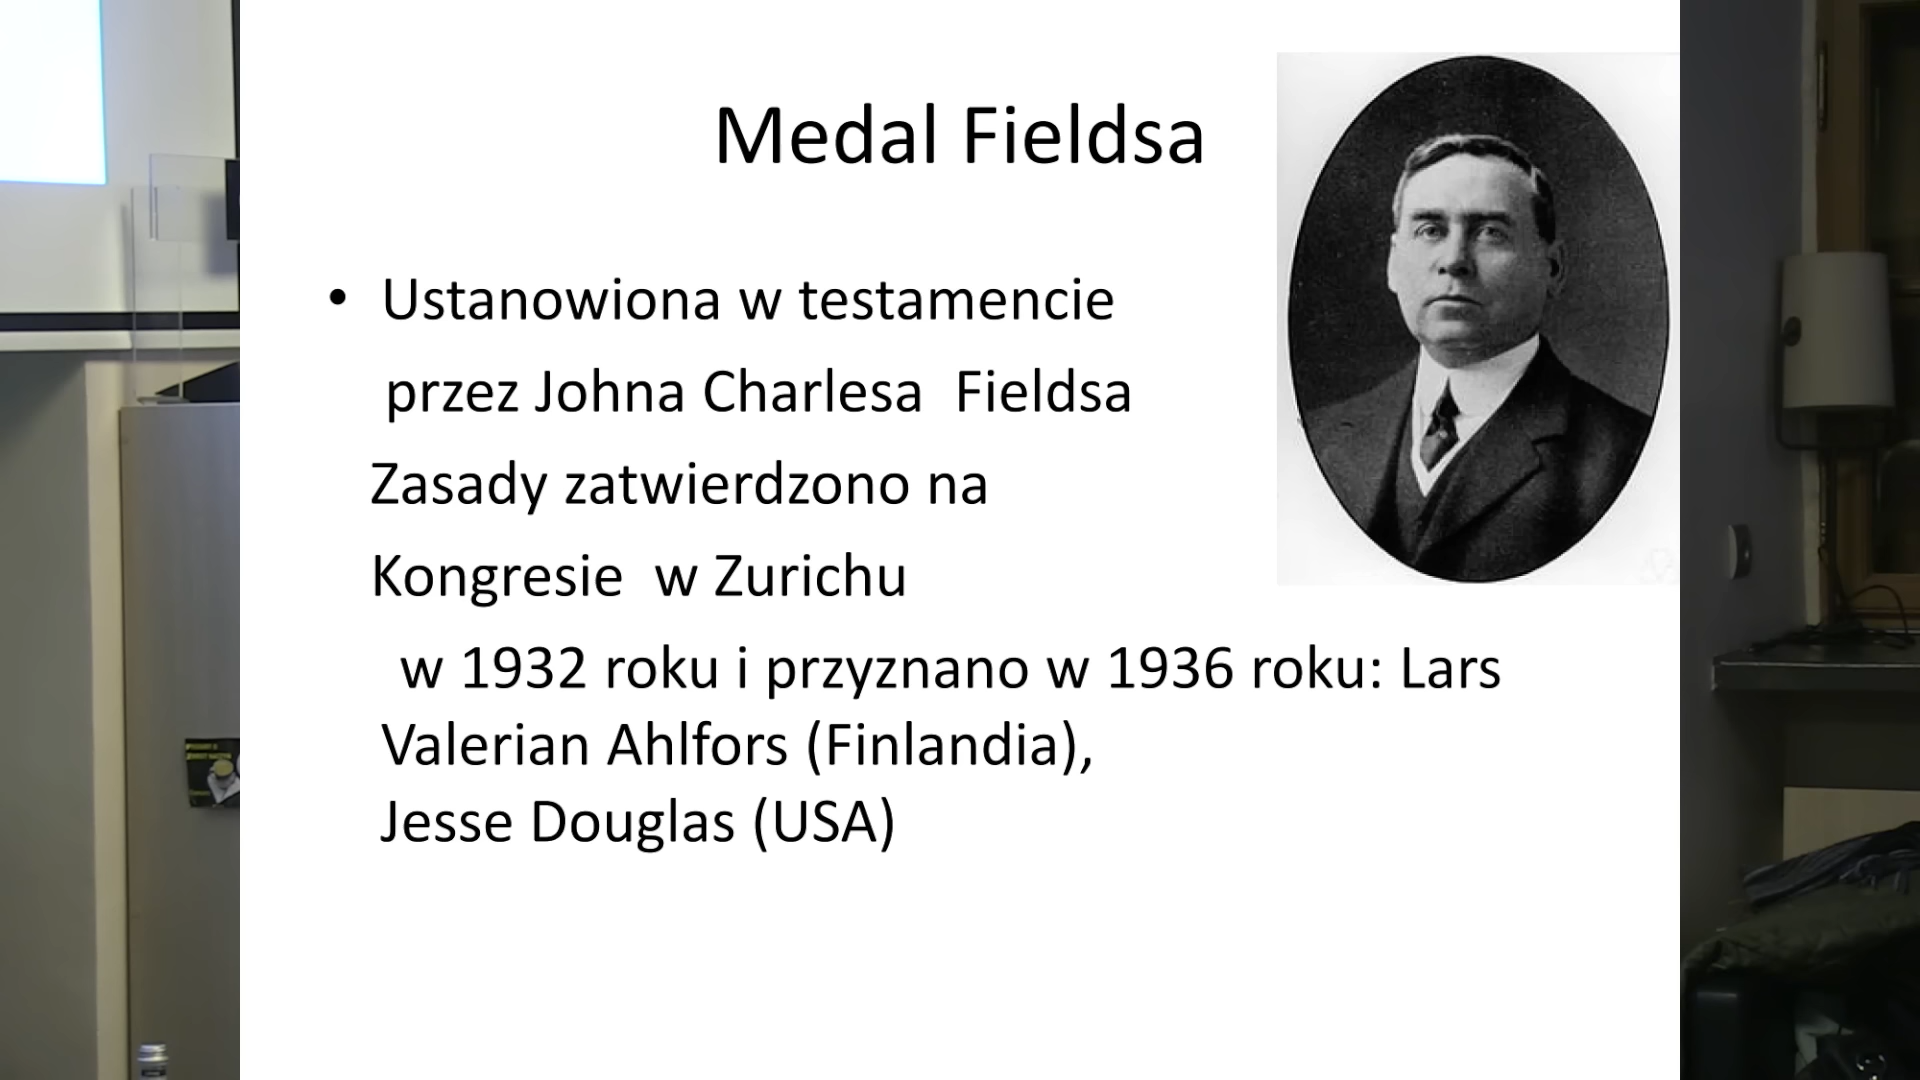 Medal Fieldsa
• Ustanowiona w testamencie
przez Johna Charlesa Fieldsa
Zasady zatwierdzono na
Kongresie w Zurichu
w 1932 roku i przyznano w 1936 roku: Lars
Valerian Ahlfors (Finlandia),
Jesse Douglas (USA)